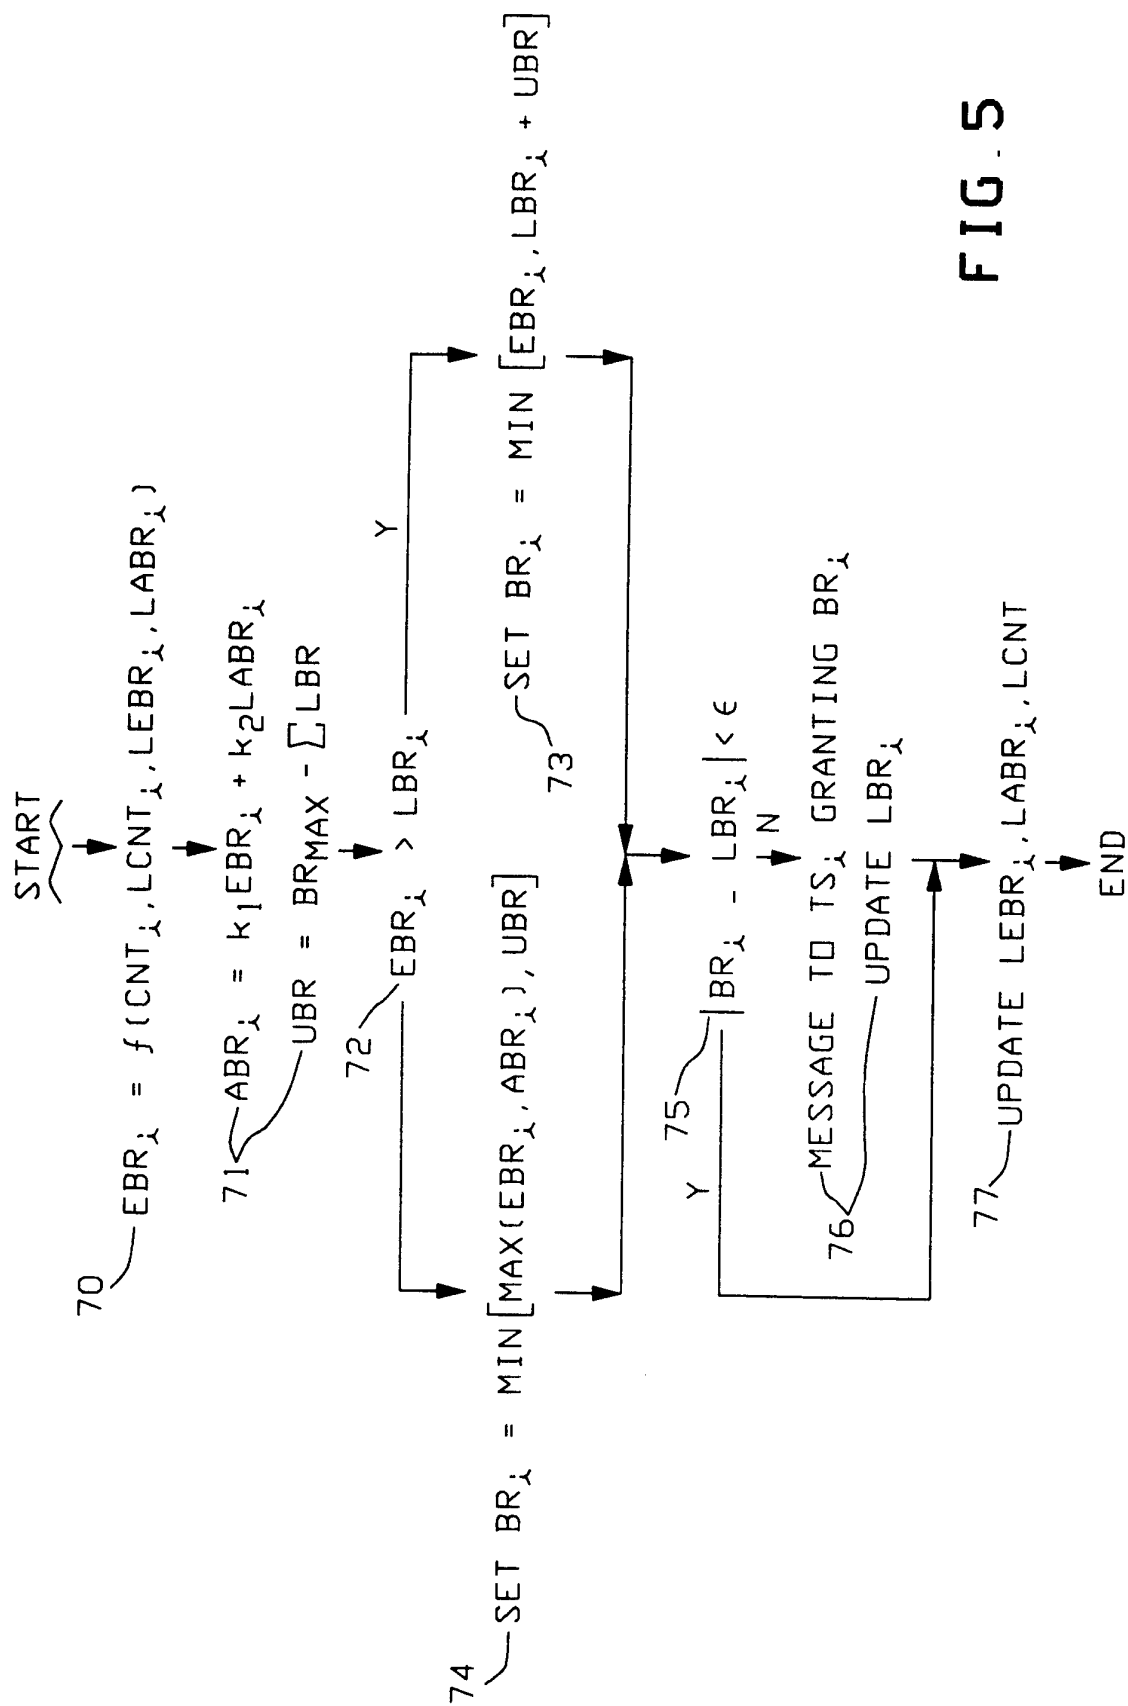 START
70 EBRᵢ = f(CNTᵢ,LCNTᵢ,LEBRᵢ,LABRᵢ)
71 ABRᵢ = k₁EBRᵢ + k₂LABRᵢ
UBR = BR_MAX - ∑LBR
72 EBRᵢ > LBRᵢ
Y
74 SET BRᵢ = MIN[MAX(EBRᵢ,ABRᵢ),UBR]
SET BRᵢ = MIN [EBRᵢ,LBRᵢ + UBR]
73
75 |BRᵢ - LBRᵢ|< ϵ
Y
N
76 MESSAGE TO TSᵢ GRANTING BRᵢ
UPDATE LBRᵢ
77 UPDATE LEBRᵢ,LABRᵢ,LCNT
END
FIG.5